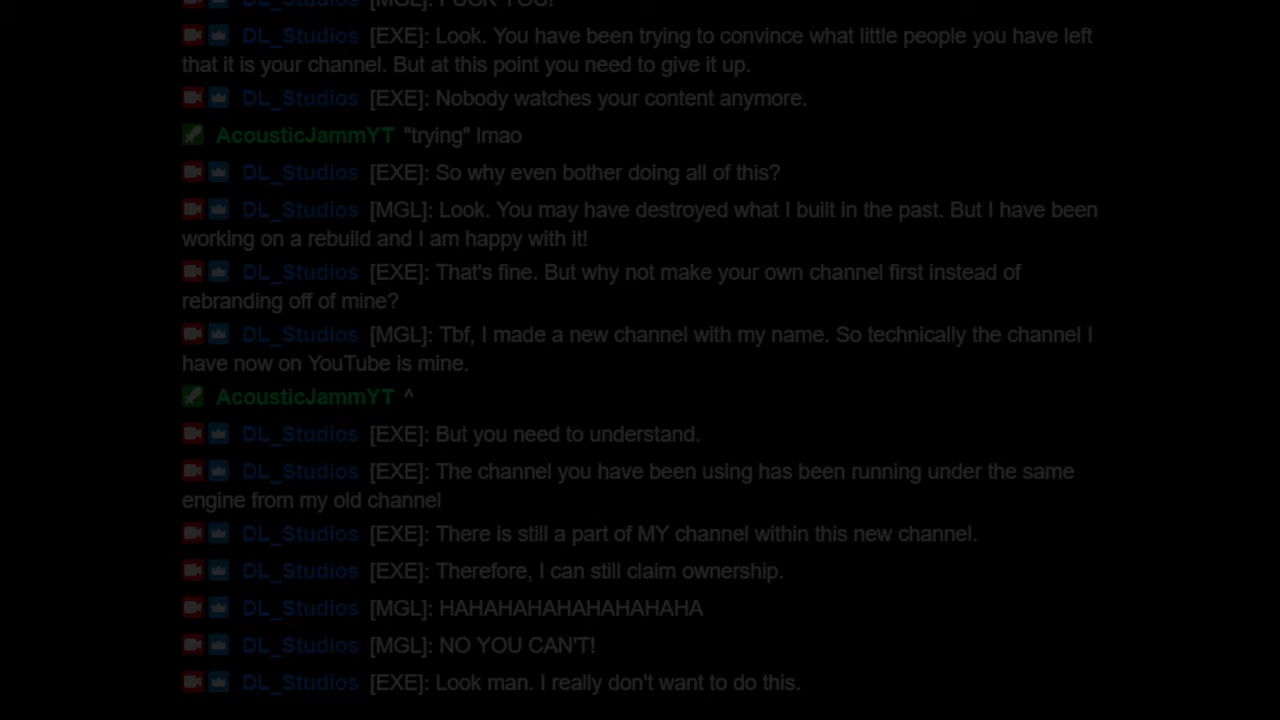 DL_Studios [MGL]: FUCK YOU!
DL_Studios [EXE]: Look. You have been trying to convince what little people you have left
that it is your channel. But at this point you need to give it up.
DL_Studios [EXE]: Nobody watches your content anymore.
AcousticJammYT "trying" lmao
DL_Studios [EXE]: So why even bother doing all of this?
DL_Studios [MGL]: Look. You may have destroyed what I built in the past. But I have been
working on a rebuild and I am happy with it!
DL_Studios [EXE]: That's fine. But why not make your own channel first instead of
rebranding off of mine?
DL_Studios [MGL]: Tbf, I made a new channel with my name. So technically the channel I
have now on YouTube is mine.
AcousticJammYT ^
DL_Studios [EXE]: But you need to understand.
DL_Studios [EXE]: The channel you have been using has been running under the same
engine from my old channel
DL_Studios [EXE]: There is still a part of MY channel within this new channel.
DL_Studios [EXE]: Therefore, I can still claim ownership.
DL_Studios [MGL]: HAHAHAHAHAHAHAHAHA
DL_Studios [MGL]: NO YOU CAN'T!
DL_Studios [EXE]: Look man. I really don't want to do this.